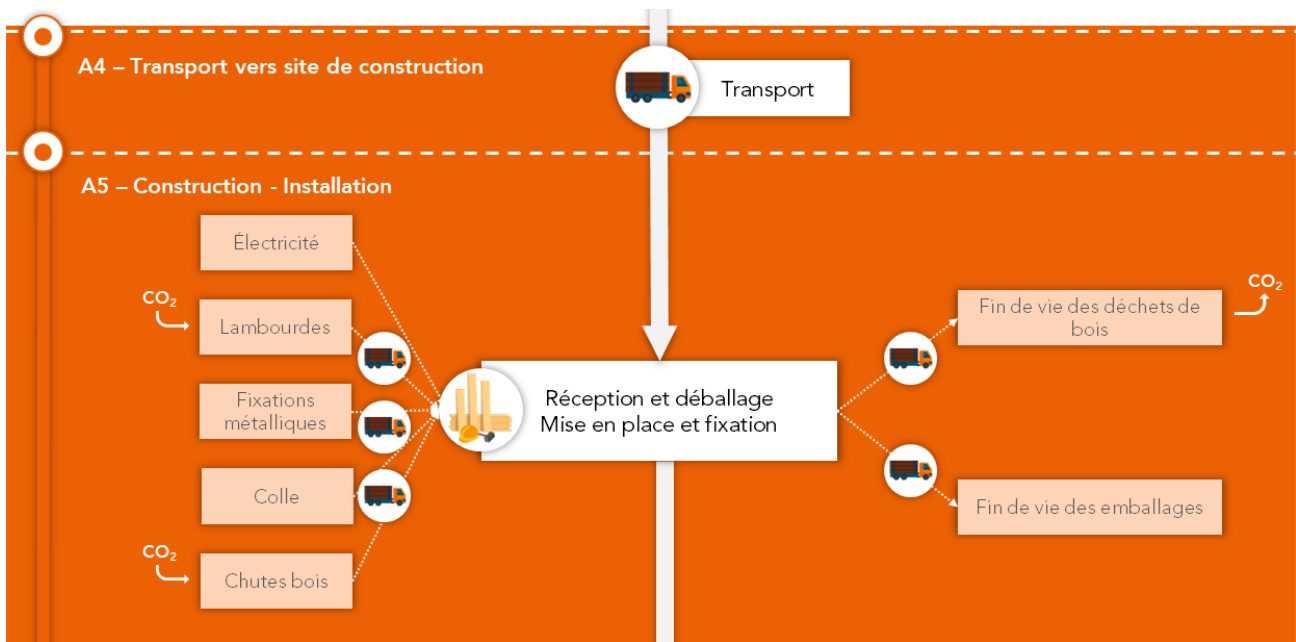 A4 – Transport vers site de construction
Transport
A5 – Construction - Installation
Électricité
CO₂
Lambourdes
Fixations
métalliques
Colle
CO₂
Chutes bois
Réception et déballage
Mise en place et fixation
CO₂
Fin de vie des déchets de
bois
Fin de vie des emballages